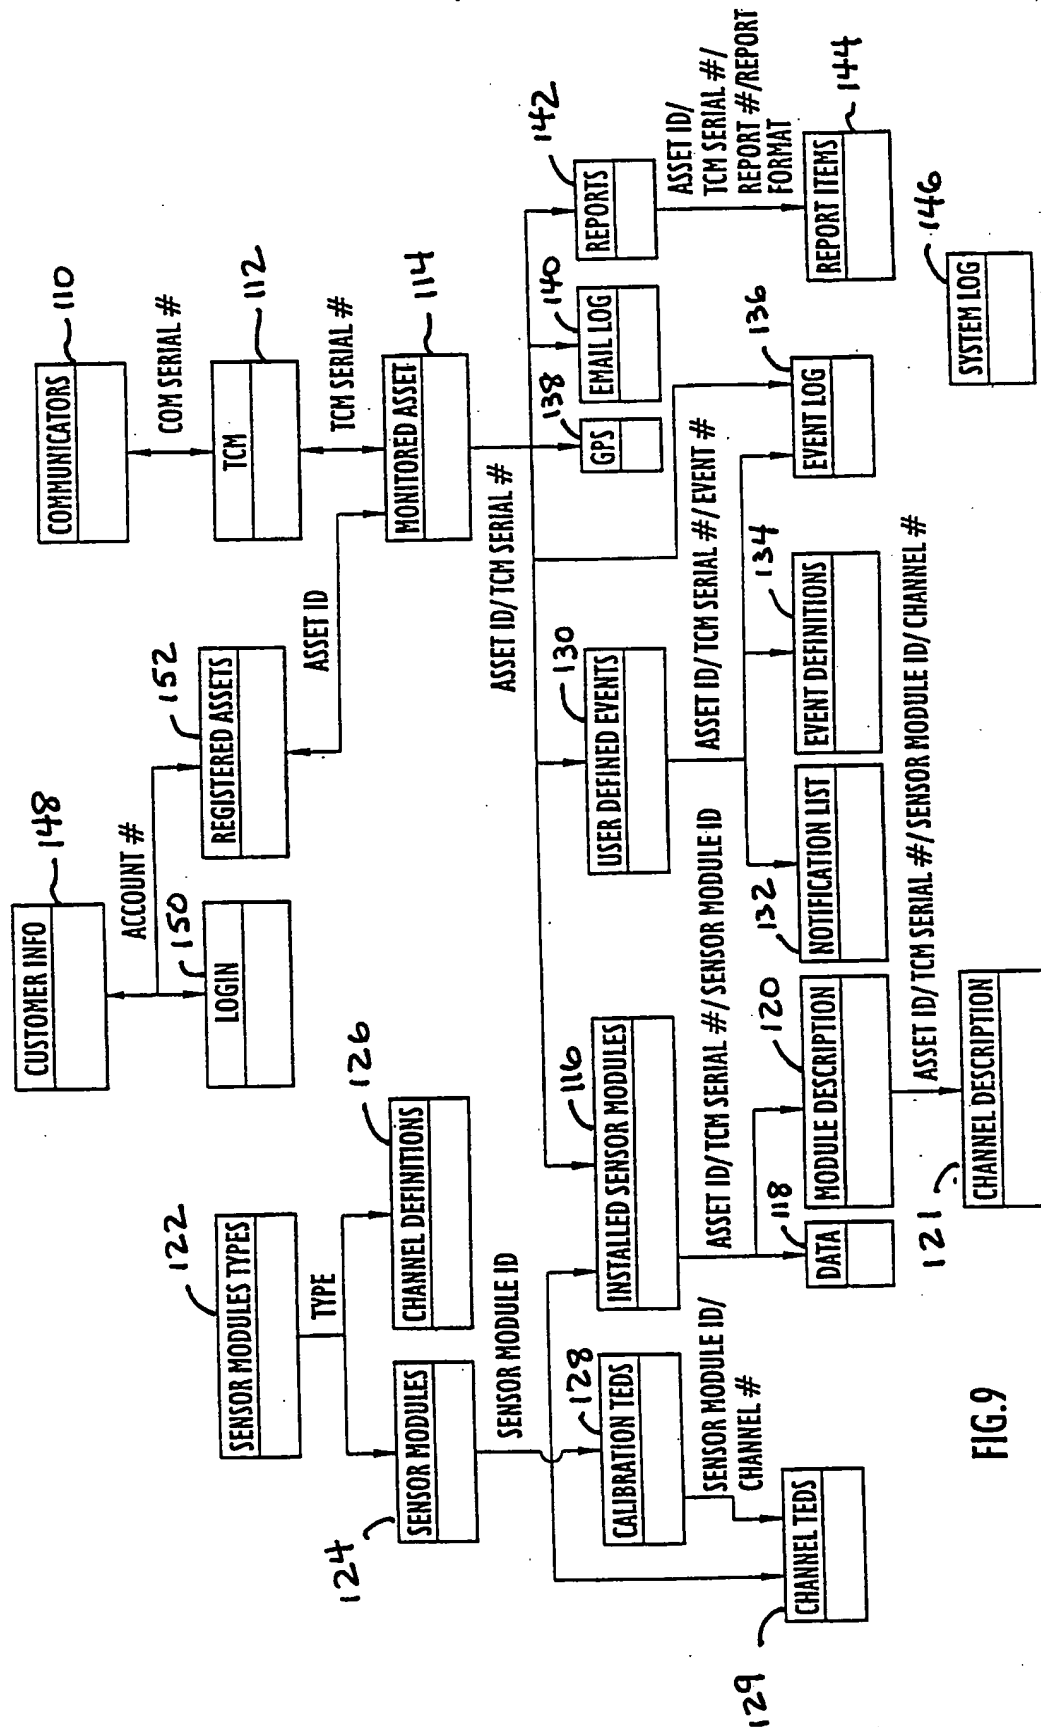 CUSTOMER INFO
148
ACCOUNT #
150
LOGIN
152
REGISTERED ASSETS
ASSET ID
COMMUNICATORS
110
COM SERIAL #
TCM
112
TCM SERIAL #
MONITORED ASSET
114
SENSOR MODULES TYPES
122
TYPE
SENSOR MODULES
124
CHANNEL DEFINITIONS
126
SENSOR MODULE ID
ASSET ID/TCM SERIAL #
CALIBRATION TEDS
128
INSTALLED SENSOR MODULES
116
USER DEFINED EVENTS
130
GPS
138
EMAIL LOG
140
REPORTS
142
SENSOR MODULE ID/
CHANNEL #
ASSET ID/TCM SERIAL #/SENSOR MODULE ID
ASSET ID/TCM SERIAL #/EVENT #
ASSET ID/
TCM SERIAL #/
REPORT #/REPORT
FORMAT
CHANNEL TEDS
129
DATA
118
MODULE DESCRIPTION
120
NOTIFICATION LIST
132
EVENT DEFINITIONS
134
EVENT LOG
136
REPORT ITEMS
144
ASSET ID/TCM SERIAL #/SENSOR MODULE ID/CHANNEL #
CHANNEL DESCRIPTION
121
SYSTEM LOG
146
FIG.9